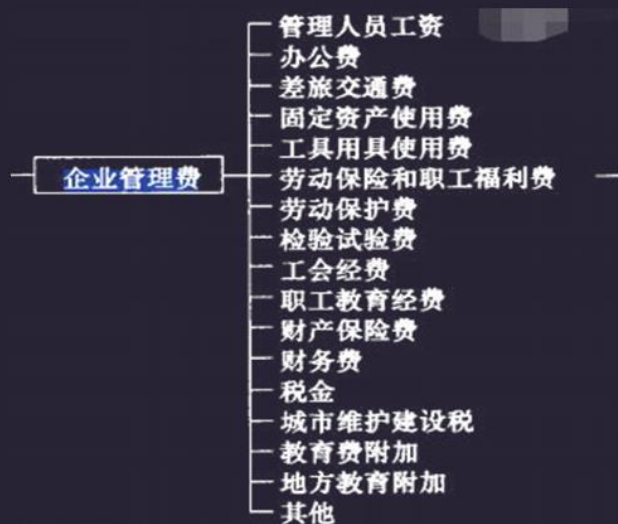 管理人员工资
办公费
差旅交通费
固定资产使用费
工具用具使用费
企业管理费
劳动保险和职工福利费
劳动保护费
检验试验费
工会经费
职工教育经费
财产保险费
财务费
税金
城市维护建设税
教育费附加
地方教育附加
其他